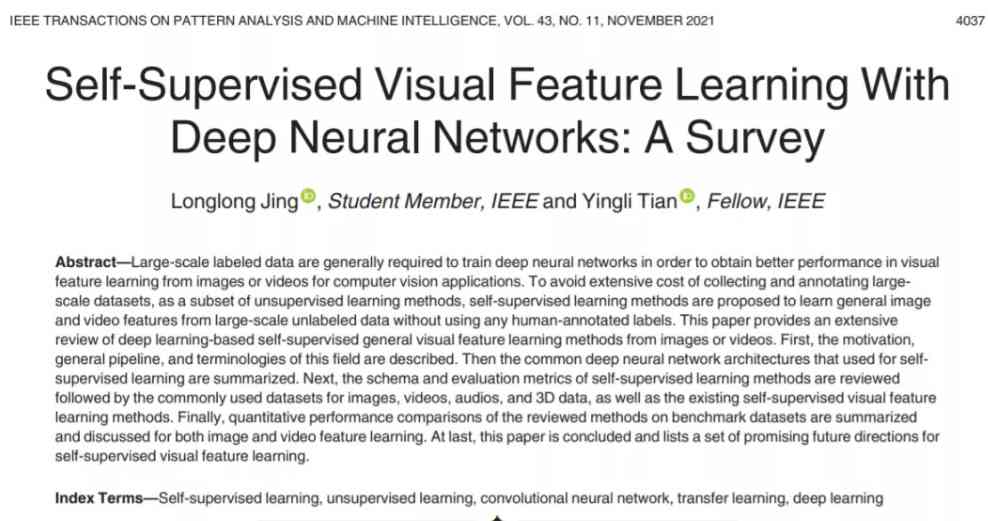 IEEE TRANSACTIONS ON PATTERN ANALYSIS AND MACHINE INTELLIGENCE, VOL. 43, NO. 11, NOVEMBER 2021 4037
Self-Supervised Visual Feature Learning With
Deep Neural Networks: A Survey
Longlong Jing iD, Student Member, IEEE and Yingli Tian iD, Fellow, IEEE
Abstract—Large-scale labeled data are generally required to train deep neural networks in order to obtain better performance in visual
feature learning from images or videos for computer vision applications. To avoid extensive cost of collecting and annotating large-
scale datasets, as a subset of unsupervised learning methods, self-supervised learning methods are proposed to learn general image
and video features from large-scale unlabeled data without using any human-annotated labels. This paper provides an extensive
review of deep learning-based self-supervised general visual feature learning methods from images or videos. First, the motivation,
general pipeline, and terminologies of this field are described. Then the common deep neural network architectures that used for self-
supervised learning are summarized. Next, the schema and evaluation metrics of self-supervised learning methods are reviewed
followed by the commonly used datasets for images, videos, audios, and 3D data, as well as the existing self-supervised visual feature
learning methods. Finally, quantitative performance comparisons of the reviewed methods on benchmark datasets are summarized
and discussed for both image and video feature learning. At last, this paper is concluded and lists a set of promising future directions for
self-supervised visual feature learning.
Index Terms—Self-supervised learning, unsupervised learning, convolutional neural network, transfer learning, deep learning